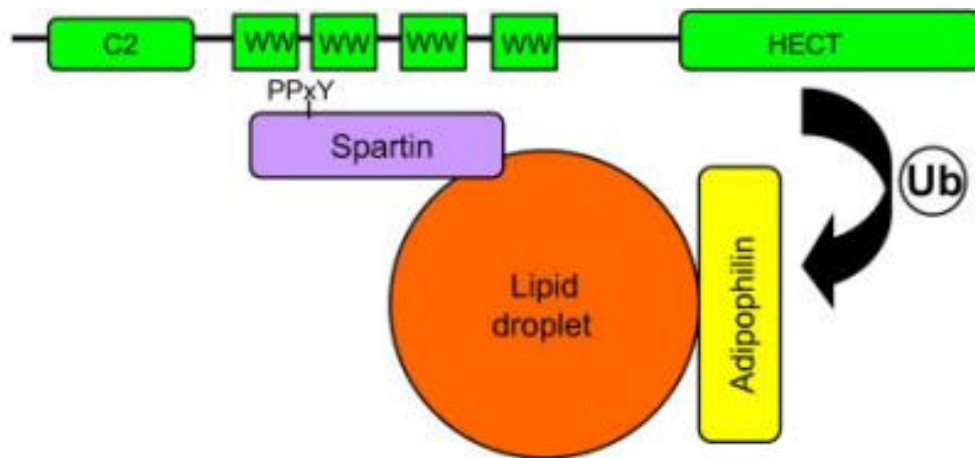 C2 WW WW WW WW HECT
PPxY
Spartin
Ub
Lipid
droplet
Adipophilin